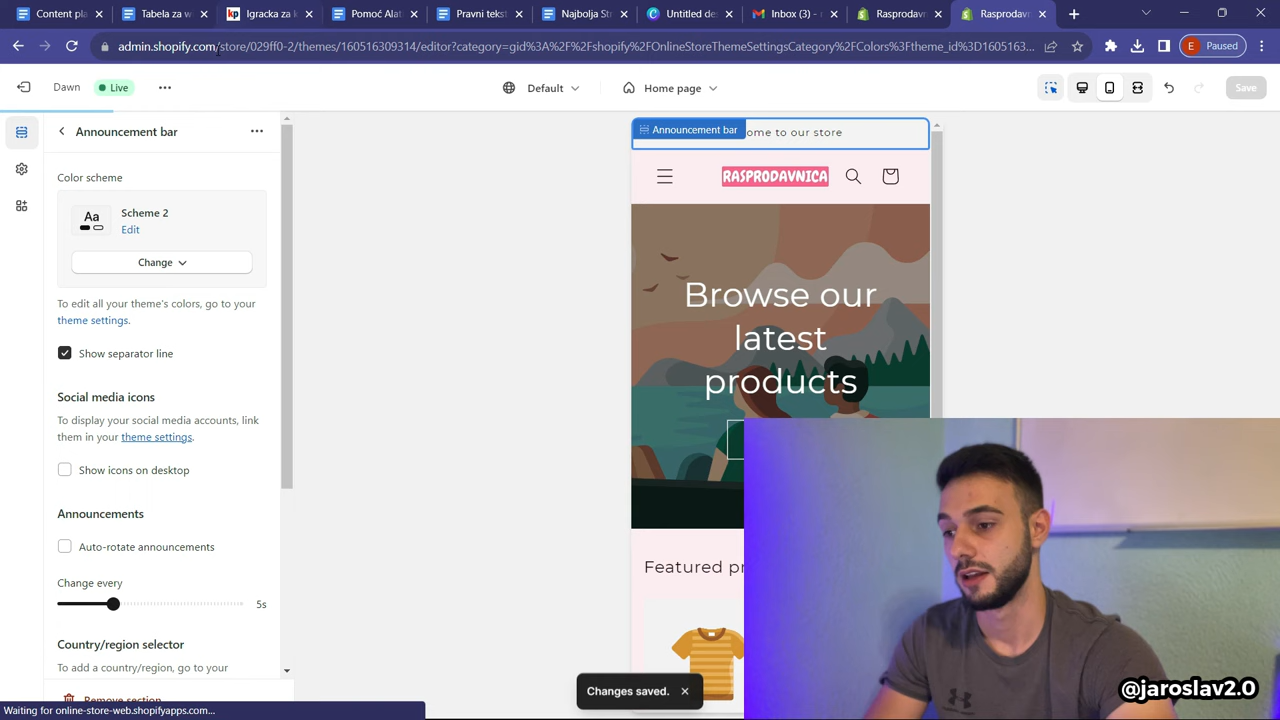 Content pla
Tabela za w
Igracka za k
Pomoć Alati
Pravni tekst
Najbolja Str
Untitled de
Inbox (3) - r
Rasprodavn
Rasprodavn
admin.shopify.com/store/029ff0-2/themes/160516309314/editor?category=gid%3A%2F%2Fshopify%2FOnlineStoreThemeSettingsCategory%2FColors%3Ftheme_id%3D1605163...
E Paused
Dawn
Live
Default
Home page
Save
Announcement bar
Color scheme
Aa
Scheme 2
Edit
Change
To edit all your theme's colors, go to your
theme settings.
Show separator line
Social media icons
To display your social media accounts, link
them in your theme settings.
Show icons on desktop
Announcements
Auto-rotate announcements
Change every
5s
Country/region selector
To add a country/region, go to your
Remove section
Waiting for online-store-web.shopifyapps.com...
Announcement bar
ome to our store
RASPRODAVNICA
Browse our
latest
products
Featured pr
Changes saved.
@jaroslav2.0